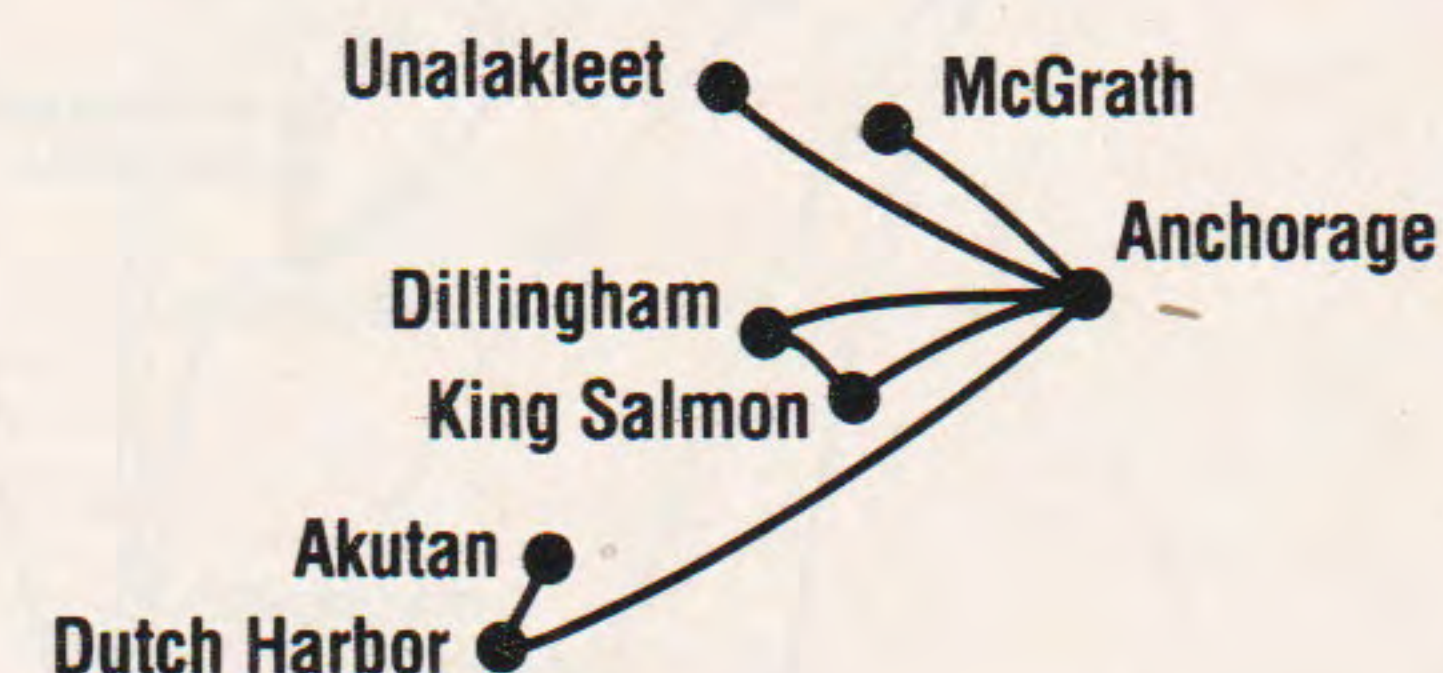 Unalakleet
McGrath
Anchorage
Dillingham
King Salmon
Akutan
Dutch Harbor